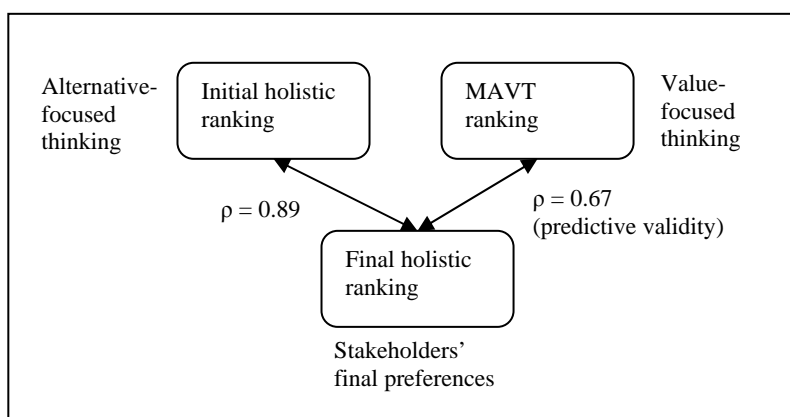 Alternative-
focused
thinking
Initial holistic
ranking
MAVT
ranking
Value-
focused
thinking
ρ = 0.89
ρ = 0.67
(predictive validity)
Final holistic
ranking
Stakeholders’
final preferences